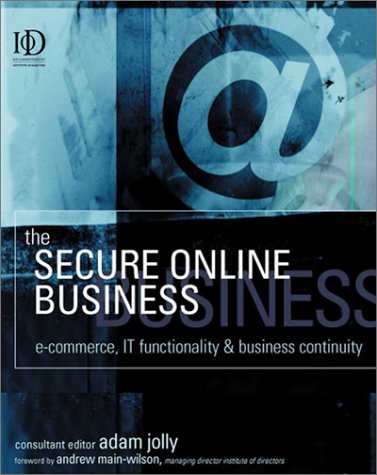 IOD
@
the
SECURE ONLINE
BUSINESS
BUSINESS
e-commerce, IT functionality & business continuity
consultant editor adam jolly
foreword by andrew main-wilson, managing director institute of directors